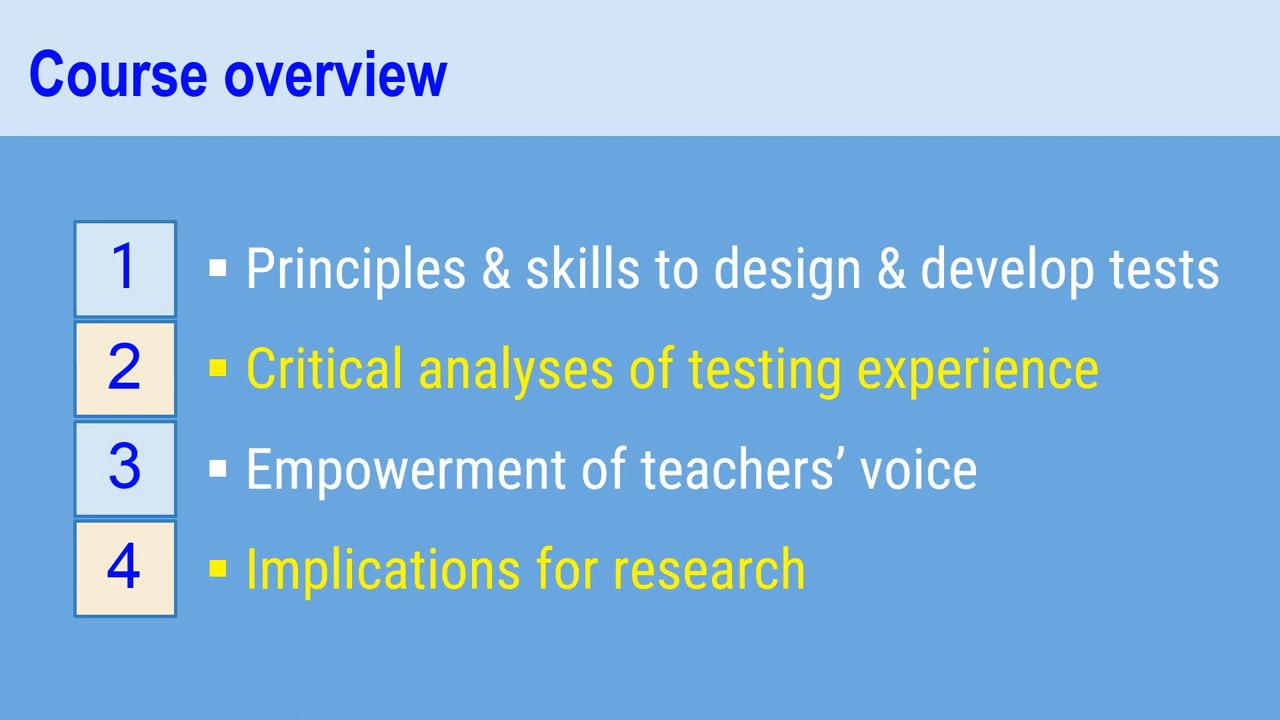 Course overview
1 ▪ Principles & skills to design & develop tests
2 ▪ Critical analyses of testing experience
3 ▪ Empowerment of teachers’ voice
4 ▪ Implications for research